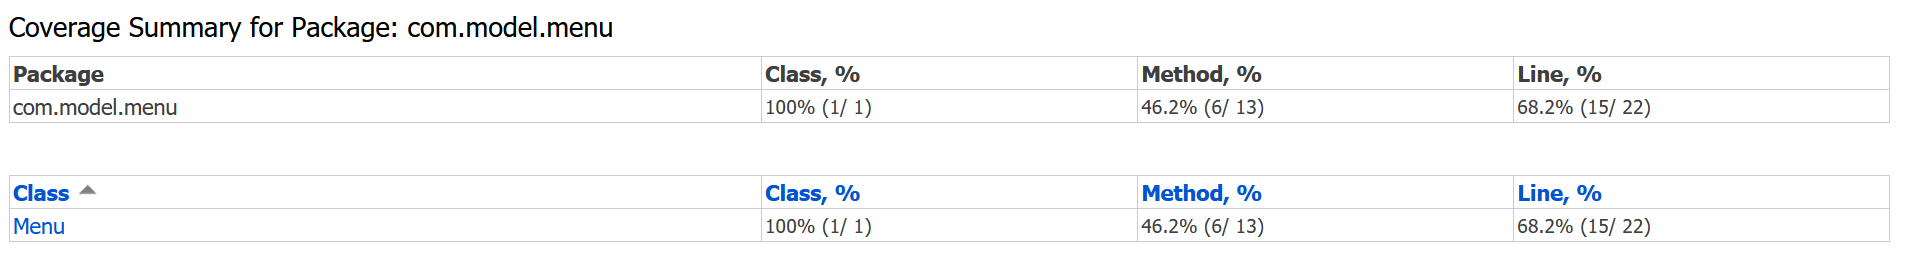 Coverage Summary for Package: com.model.menu
Package Class, % Method, % Line, %
com.model.menu 100% (1/ 1) 46.2% (6/ 13) 68.2% (15/ 22)
Class Class, % Method, % Line, %
Menu 100% (1/ 1) 46.2% (6/ 13) 68.2% (15/ 22)